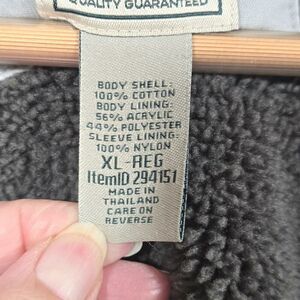 QUALITY GUARANTEED
BODY SHELL:
100% COTTON
BODY LINING:
56% ACRYLIC
44% POLYESTER
SLEEVE LINING:
100% NYLON
XL-REG
ItemID 294151
MADE IN
THAILAND
CARE ON
REVERSE